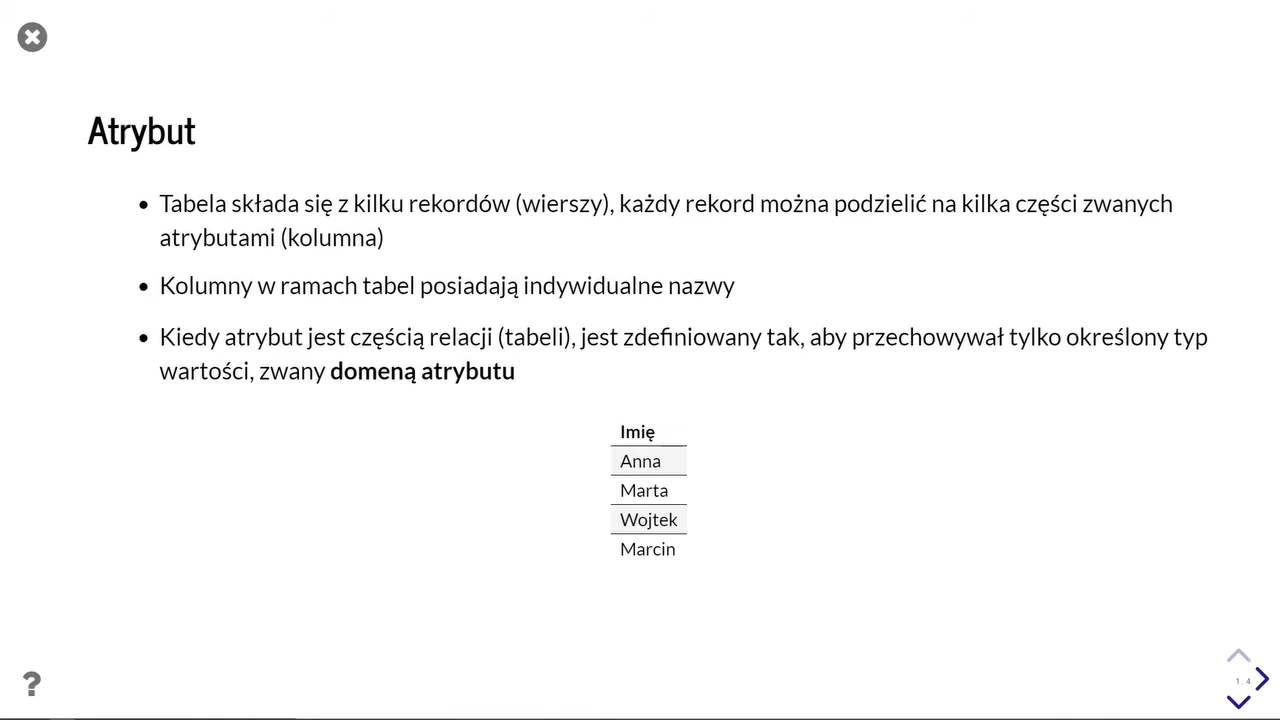 Atrybut
Tabela składa się z kilku rekordów (wierszy), każdy rekord można podzielić na kilka części zwanych
atrybutami (kolumna)
Kolumny w ramach tabel posiadają indywidualne nazwy
Kiedy atrybut jest częścią relacji (tabeli), jest zdefiniowany tak, aby przechowywał tylko określony typ
wartości, zwany domeną atrybutu
Imię
Anna
Marta
Wojtek
Marcin
?
1.4